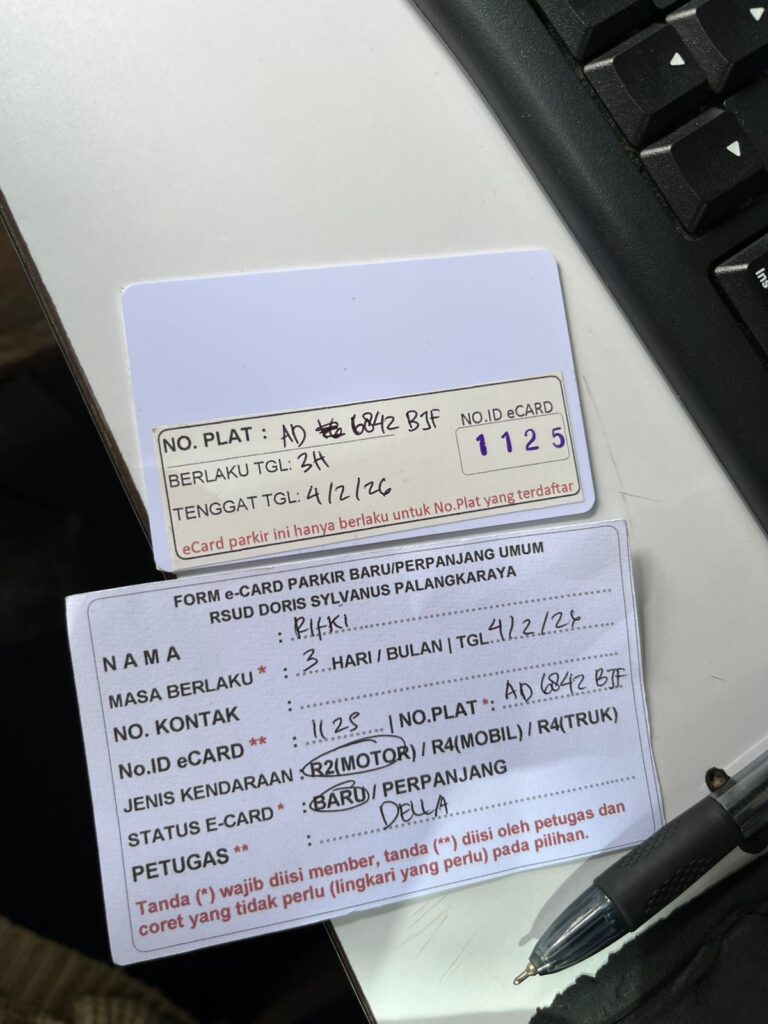 NO. PLAT : AD 6842 BJF
NO.ID eCARD
1125
BERLAKU TGL: 3H
TENGGAT TGL: 4/2/26
eCard parkir ini hanya berlaku untuk No.Plat yang terdaftar
FORM e-CARD PARKIR BARU/PERPANJANG UMUM
RSUD DORIS SYLVANUS PALANGKARAYA
NAMA : RIFKI
MASA BERLAKU * : 3 HARI / BULAN | TGL 4/2/26
NO. KONTAK :
No.ID eCARD ** : 1125 | NO.PLAT *: AD 6842 BJF
JENIS KENDARAAN : R2(MOTOR) / R4(MOBIL) / R4(TRUK)
STATUS E-CARD * : BARU / PERPANJANG
PETUGAS ** : DELLA
Tanda (*) wajib diisi member, tanda (**) diisi oleh petugas dan
coret yang tidak perlu (lingkari yang perlu) pada pilihan.
Ins